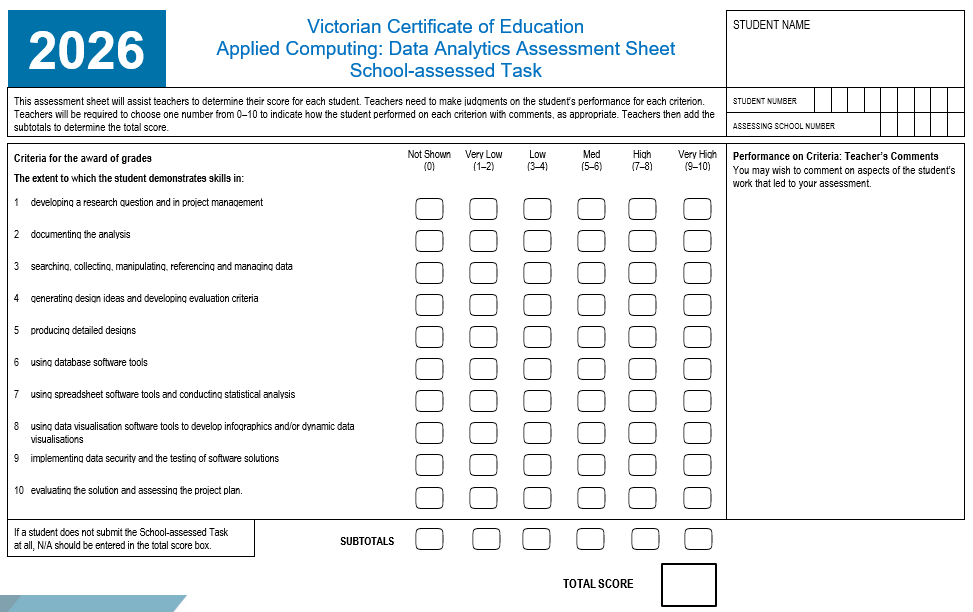 2026
Victorian Certificate of Education
Applied Computing: Data Analytics Assessment Sheet
School-assessed Task
STUDENT NAME
This assessment sheet will assist teachers to determine their score for each student. Teachers need to make judgments on the student's performance for each criterion.
Teachers will be required to choose one number from 0–10 to indicate how the student performed on each criterion with comments, as appropriate. Teachers then add the
subtotals to determine the total score.
STUDENT NUMBER
ASSESSING SCHOOL NUMBER
Criteria for the award of grades
The extent to which the student demonstrates skills in:
Not Shown Very Low Low Med High Very High
(0) (1–2) (3–4) (5–6) (7–8) (9–10)
Performance on Criteria: Teacher's Comments
You may wish to comment on aspects of the student's
work that led to your assessment.
1 developing a research question and in project management
2 documenting the analysis
3 searching, collecting, manipulating, referencing and managing data
4 generating design ideas and developing evaluation criteria
5 producing detailed designs
6 using database software tools
7 using spreadsheet software tools and conducting statistical analysis
8 using data visualisation software tools to develop infographics and/or dynamic data
visualisations
9 implementing data security and the testing of software solutions
10 evaluating the solution and assessing the project plan.
If a student does not submit the School-assessed Task
at all, N/A should be entered in the total score box.
SUBTOTALS
TOTAL SCORE